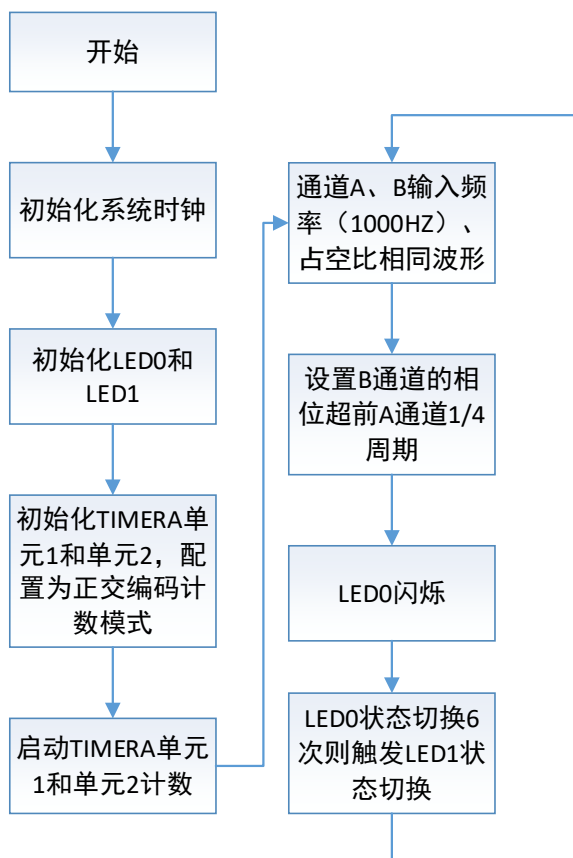 开始
初始化系统时钟
初始化LED0和
LED1
初始化TIMERA单
元1和单元2，配
置为正交编码计
数模式
启动TIMERA单元
1和单元2计数
通道A、B输入频
率（1000HZ）、
占空比相同波形
设置B通道的相
位超前A通道1/4
周期
LED0闪烁
LED0状态切换6
次则触发LED1状
态切换